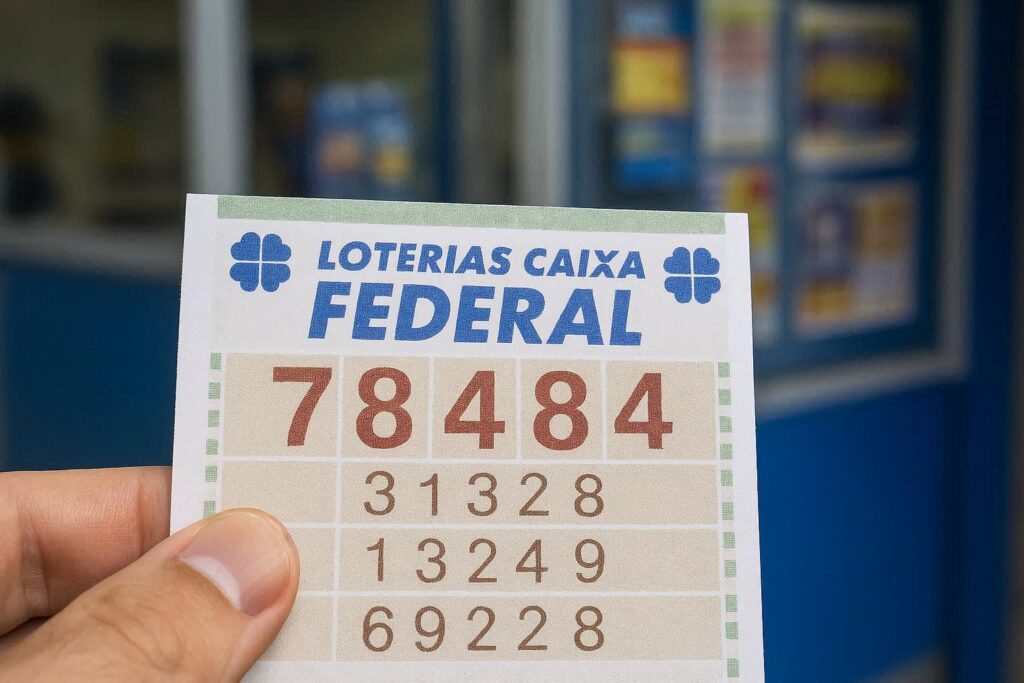 LOTERIAS CAIXA
FEDERAL
78484
31328
13249
69228